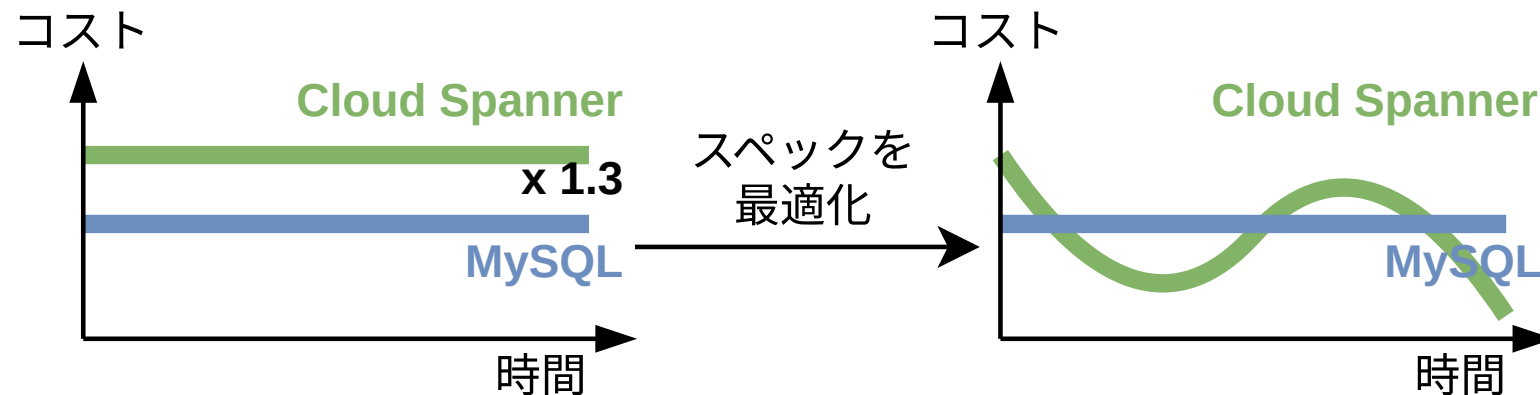 コスト
Cloud Spanner
x 1.3
MySQL
時間
スペックを
最適化
コスト
Cloud Spanner
MySQL
時間